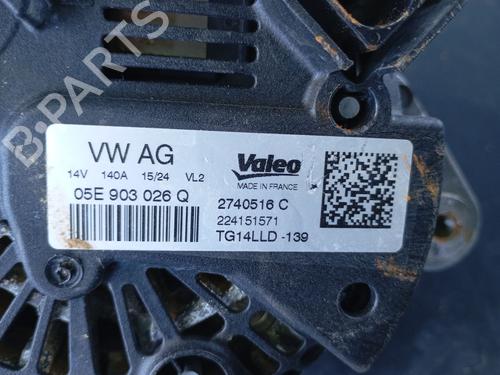 B-PARTS
VW AG
14V 140A 15/24 VL2
05E 903 026 Q
Valeo
MADE IN FRANCE
2740516 C
224151571
TG14LLD -139